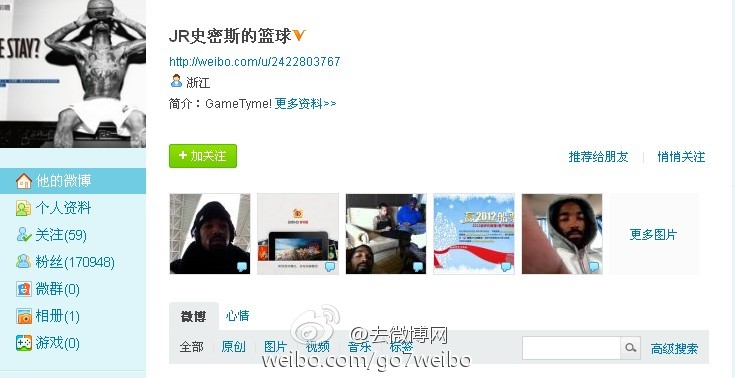 E STAY?
JR史密斯的篮球
http://weibo.com/u/2422803767
浙江
简介：GameTyme! 更多资料>>
+ 加关注
推荐给朋友 | 悄悄关注
他的微博
个人资料
关注(59)
粉丝(170948)
微群(0)
相册(1)
游戏(0)
2012
更多图片
微博 心情
全部 原创 图片 视频 音乐 标签
高级搜索
@去微博网
weibo.com/go7weibo